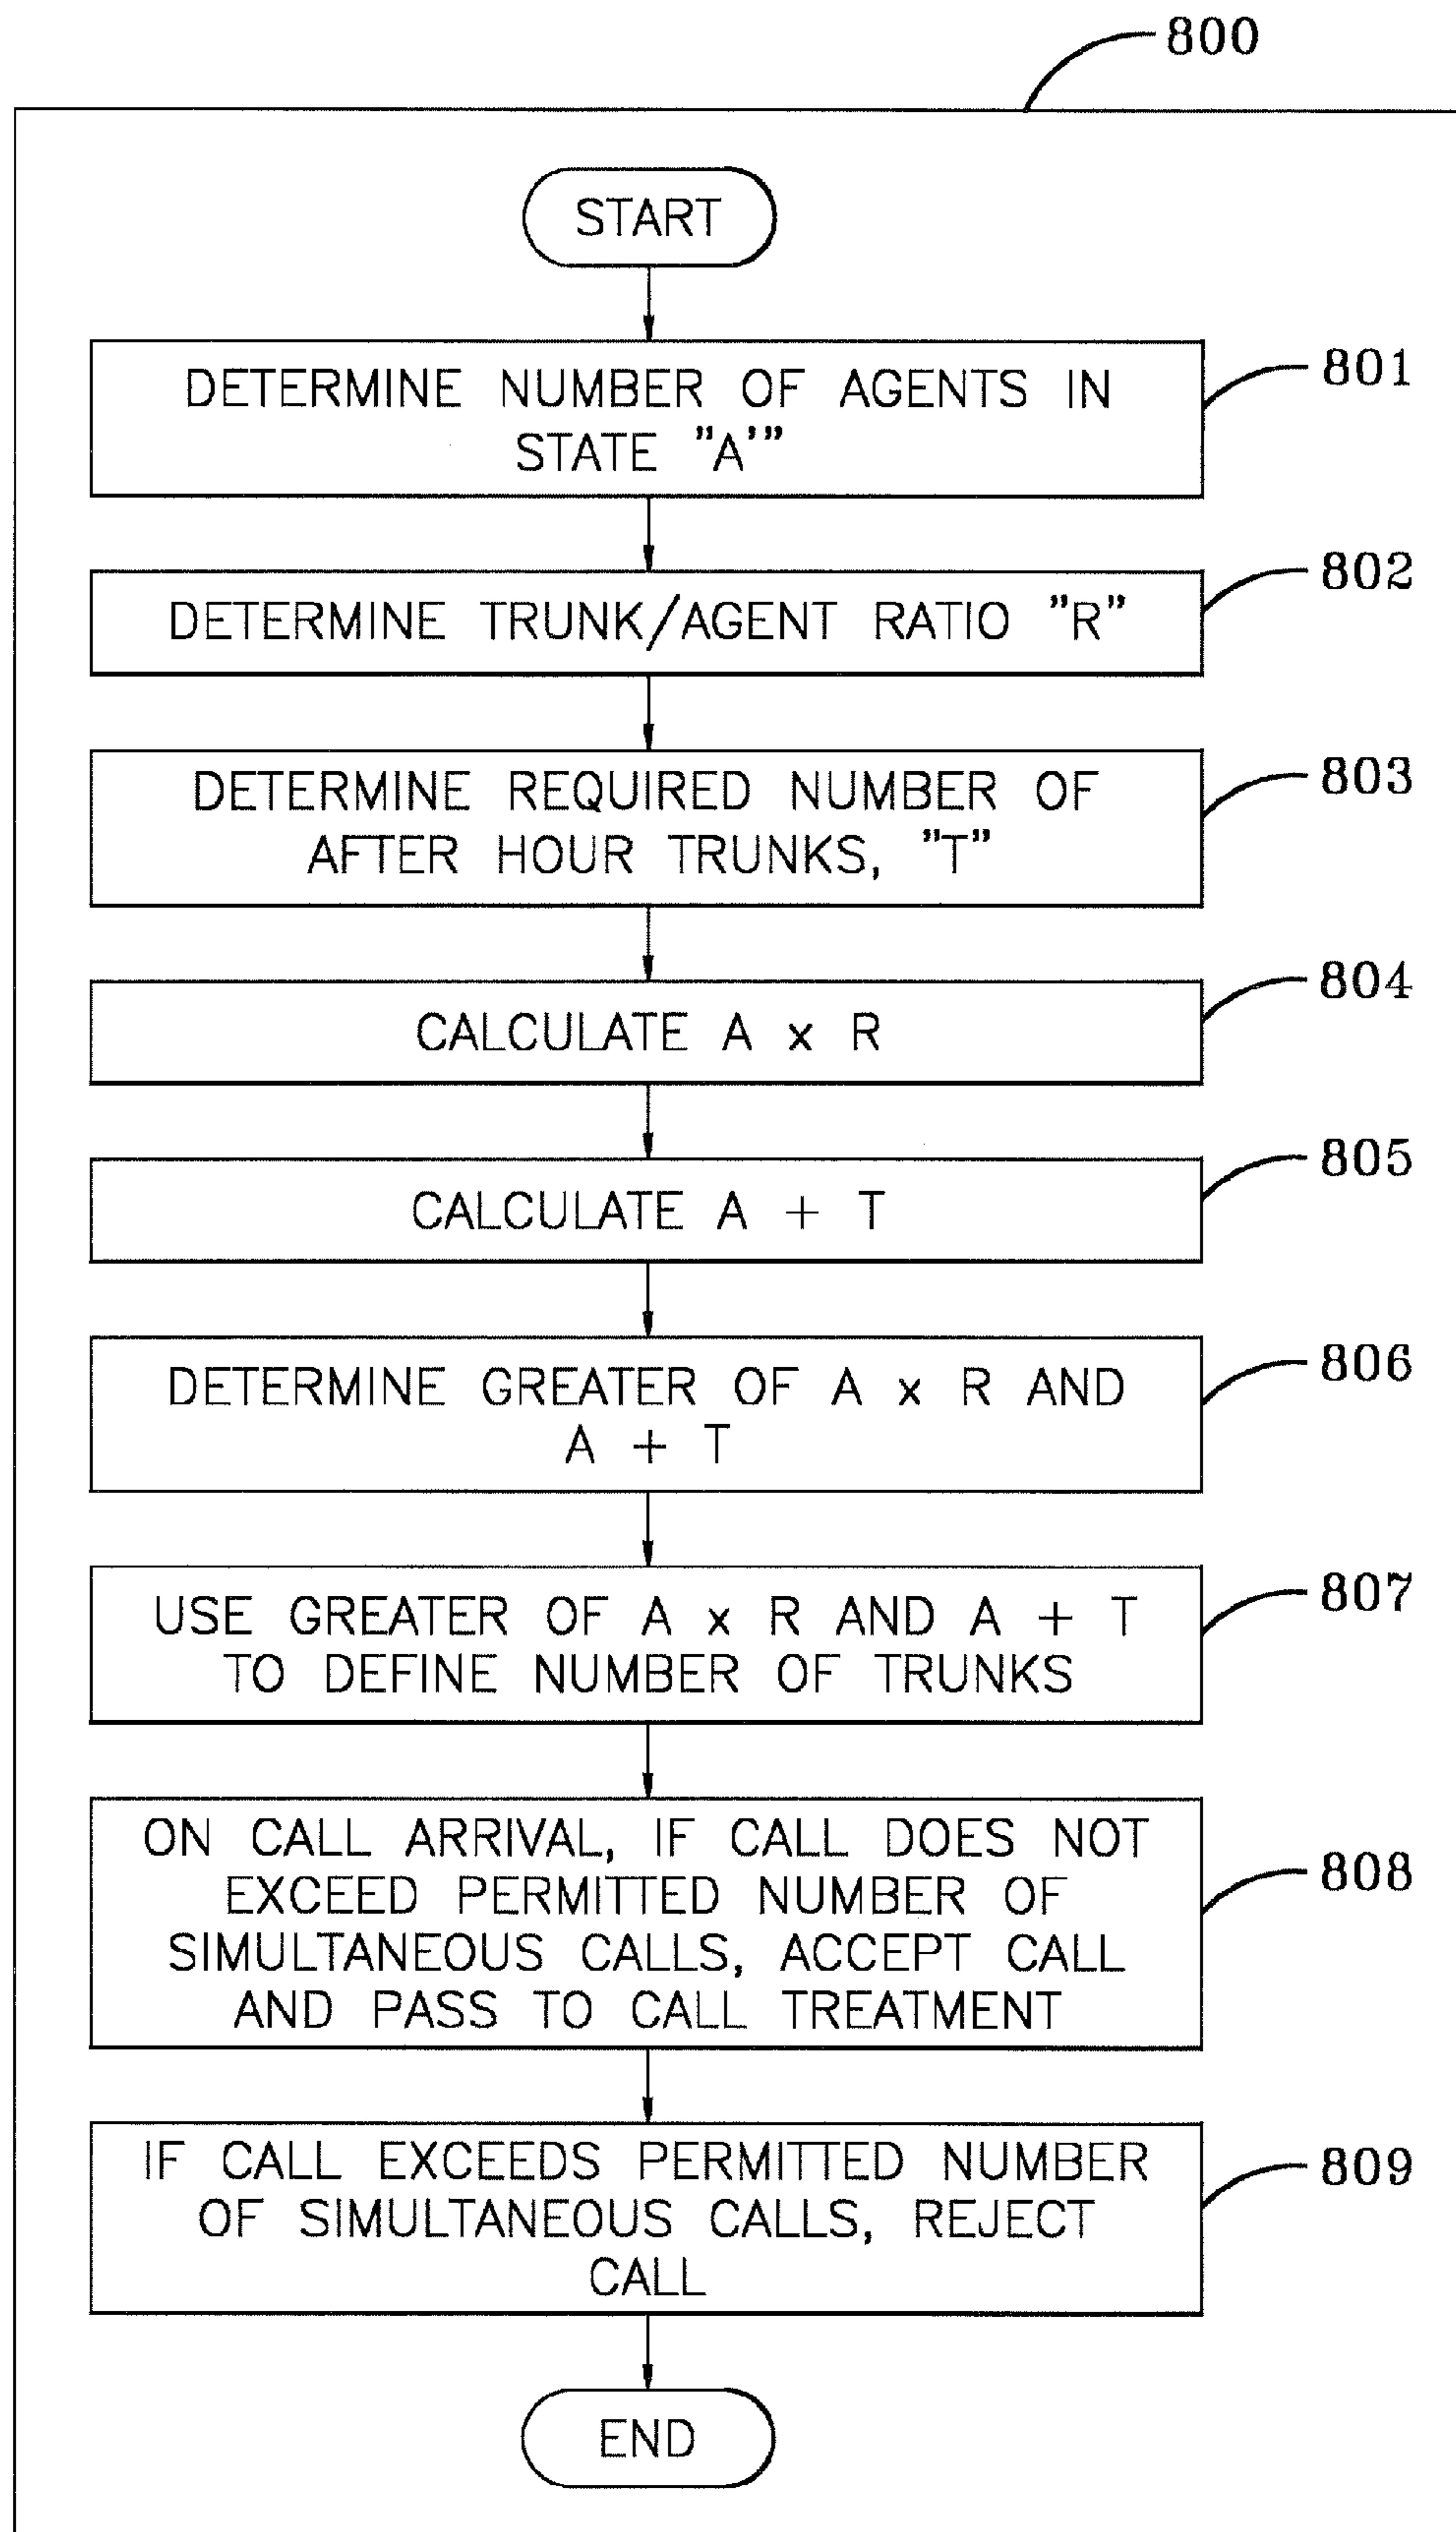 800
START
DETERMINE NUMBER OF AGENTS IN
STATE "A'"
801
DETERMINE TRUNK/AGENT RATIO "R"
802
DETERMINE REQUIRED NUMBER OF
AFTER HOUR TRUNKS, "T"
803
CALCULATE A x R
804
CALCULATE A + T
805
DETERMINE GREATER OF A x R AND
A + T
806
USE GREATER OF A x R AND A + T
TO DEFINE NUMBER OF TRUNKS
807
ON CALL ARRIVAL, IF CALL DOES NOT
EXCEED PERMITTED NUMBER OF
SIMULTANEOUS CALLS, ACCEPT CALL
AND PASS TO CALL TREATMENT
808
IF CALL EXCEEDS PERMITTED NUMBER
OF SIMULTANEOUS CALLS, REJECT
CALL
809
END